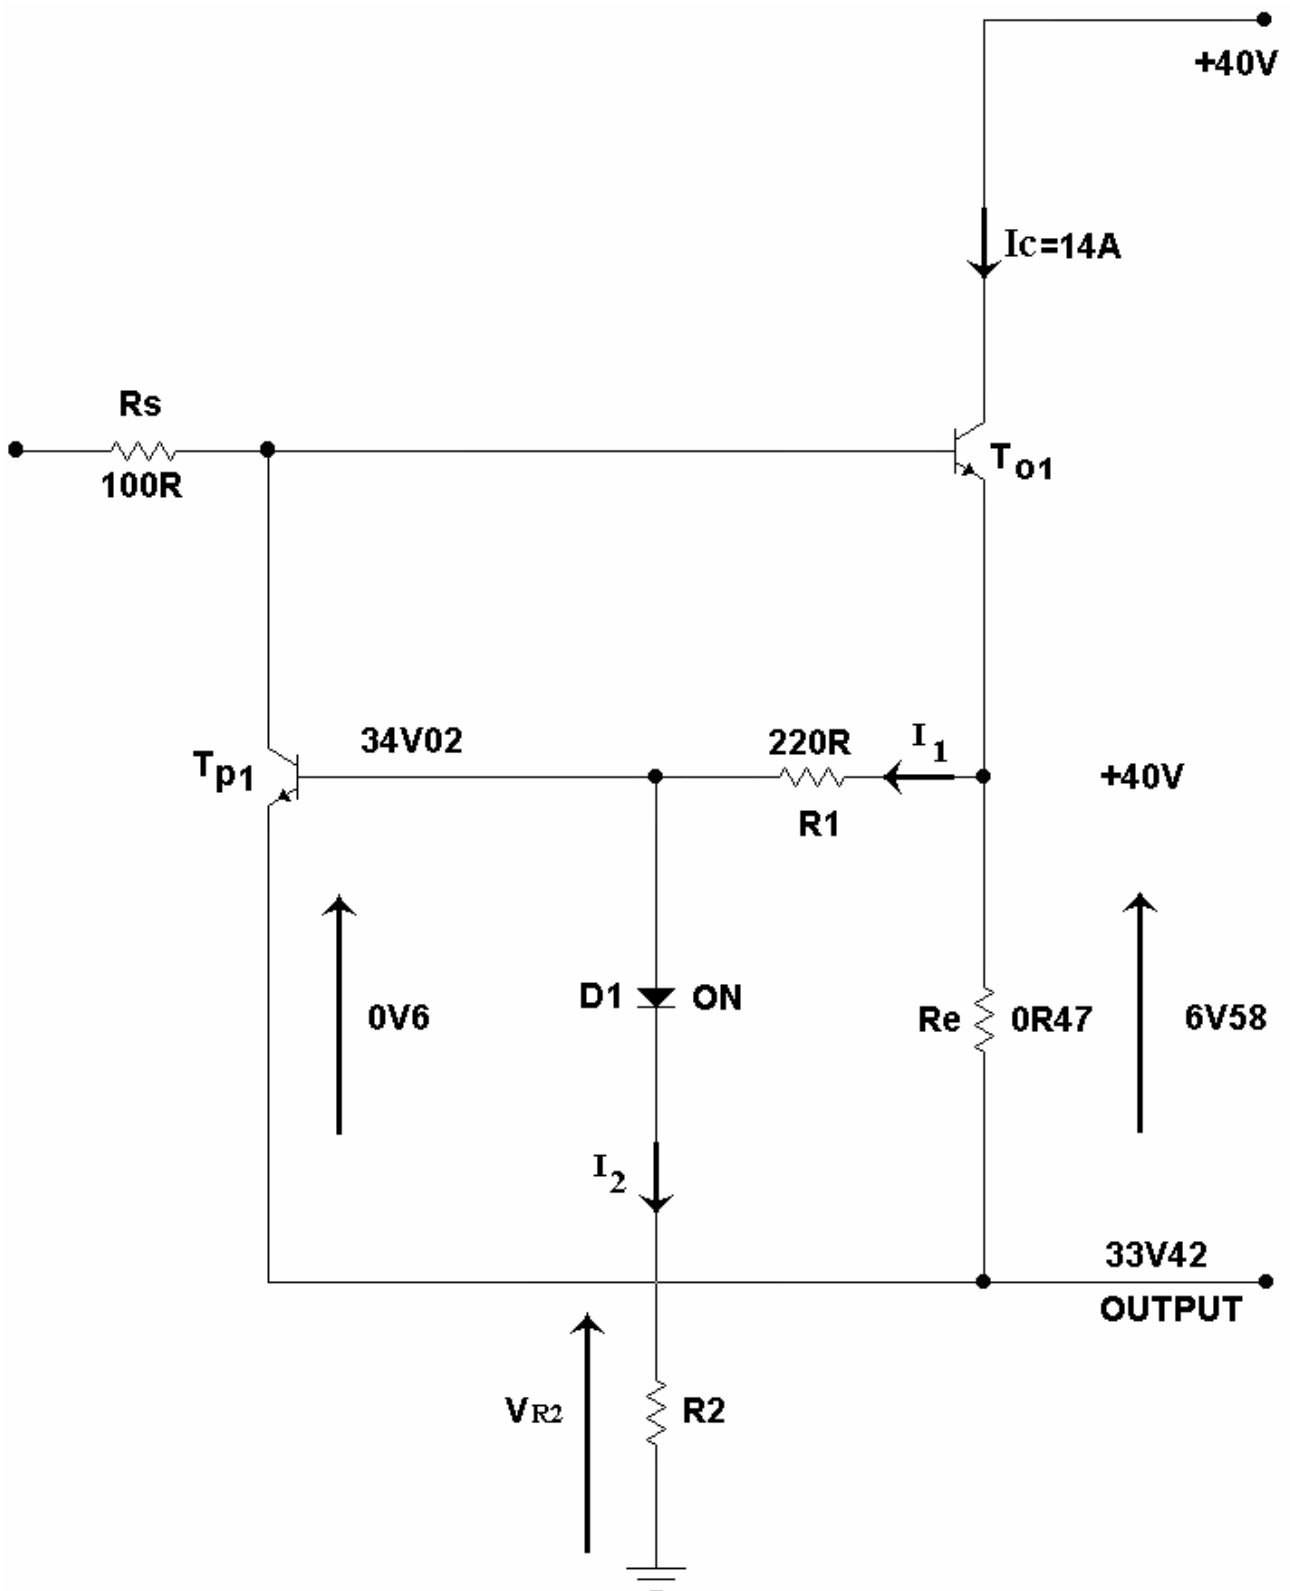 +40V
Ic=14A
Rs
100R
To1
34V02
220R
I1
Tp1
R1
+40V
0V6
D1 ON
Re 0R47
6V58
I2
33V42
OUTPUT
VR2
R2